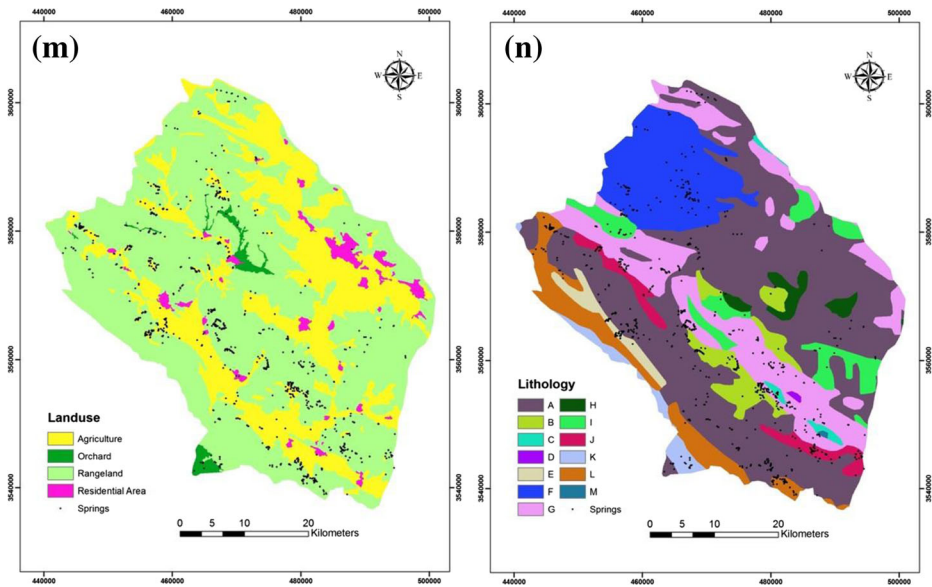 440000 460000 480000 500000
(m)
N
W E
S
3600000
3580000
3560000
3540000
Landuse
Agriculture
Orchard
Rangeland
Residential Area
Springs
0 5 10 20
Kilometers
440000 460000 480000 500000
440000 460000 480000 500000
(n)
N
W E
S
3600000
3580000
3560000
3540000
Lithology
A H
B I
C J
D K
E L
F M
G Springs
0 5 10 20
Kilometers
440000 460000 480000 500000